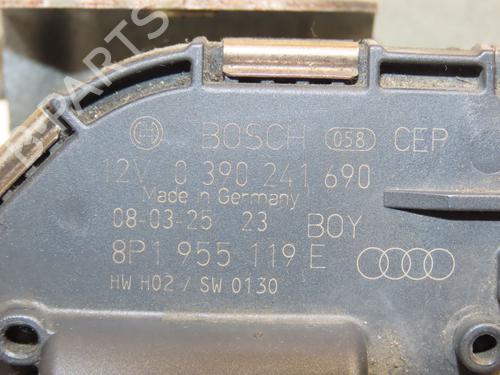 BOSCH 058 CEP
12V 0 390 241 690
Made in Germany
08-03-25 23 BOY
8P1 955 119 E
HW H02 / SW 0130